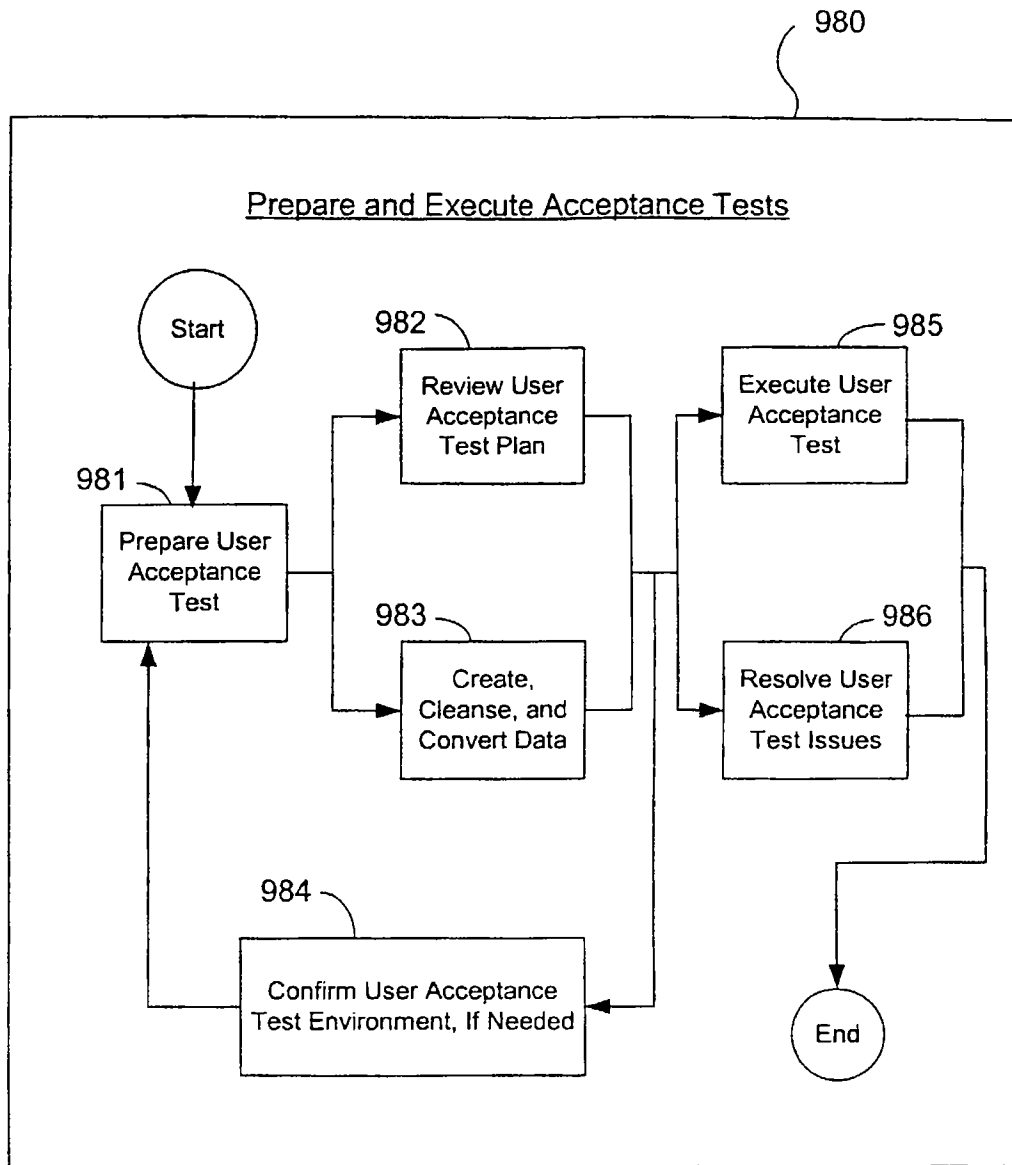 980
Prepare and Execute Acceptance Tests
Start
981
Prepare User
Acceptance
Test
982
Review User
Acceptance
Test Plan
983
Create,
Cleanse, and
Convert Data
984
Confirm User Acceptance
Test Environment, If Needed
985
Execute User
Acceptance
Test
986
Resolve User
Acceptance
Test Issues
End